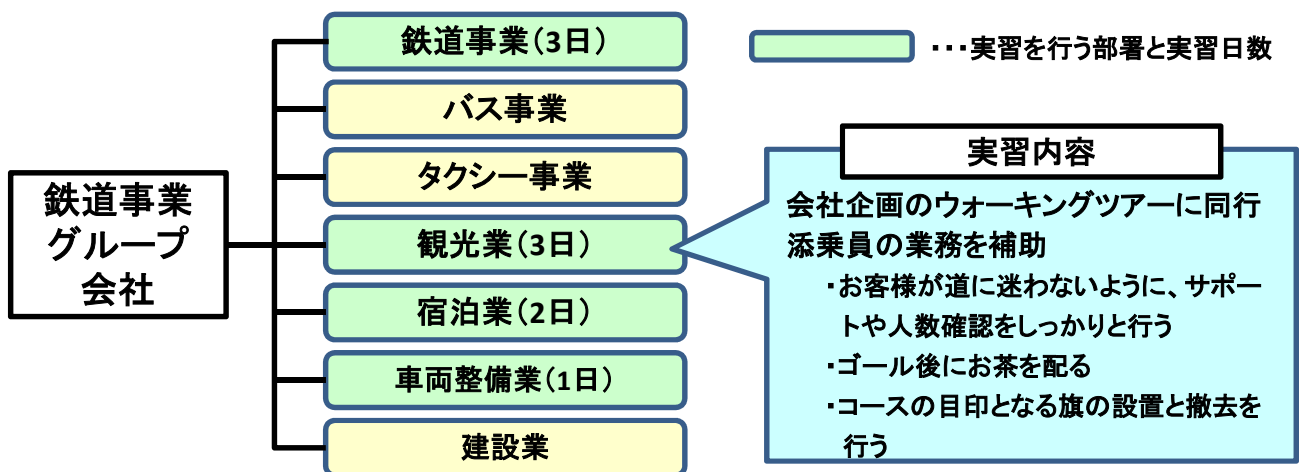 鉄道事業（3日）
･･･実習を行う部署と実習日数
バス事業
タクシー事業
鉄道事業
グループ
会社
観光業（3日）
宿泊業（2日）
車両整備業（1日）
建設業
実習内容
会社企画のウォーキングツアーに同行
添乗員の業務を補助
･お客様が道に迷わないように、サポー
トや人数確認をしっかりと行う
･ゴール後にお茶を配る
･コースの目印となる旗の設置と撤去を
行う